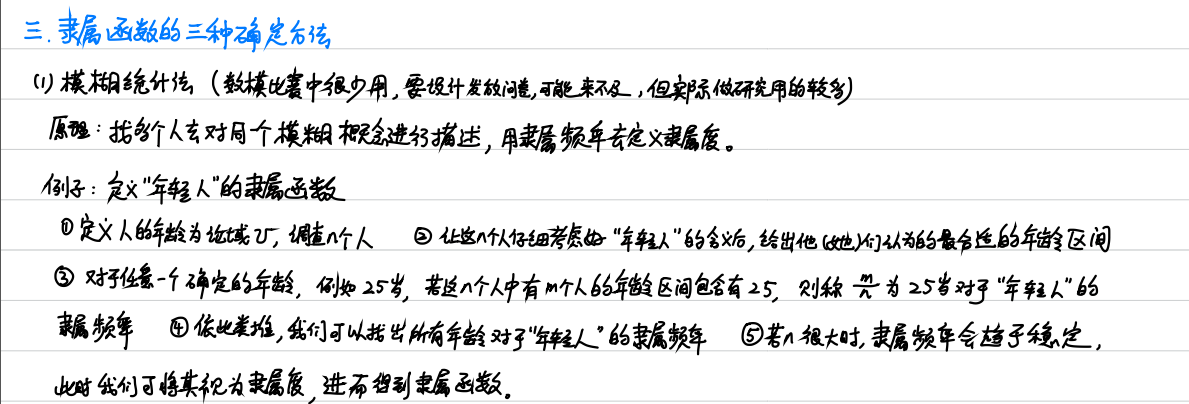 三. 隶属函数的三种确定方法
(1) 模糊统计法（数模比赛中很少用, 要设计发放问卷, 可能来不及, 但实际做研究用的较多）
原理: 找多个人去对同一个模糊概念进行描述, 用隶属频率去定义隶属度。
例子: 定义"年轻人"的隶属函数
① 定义人的年龄为论域U, 调查n个人 ② 让这n个人仔细考虑好"年轻人"的含义后, 给出他(她)们认为的最合适的年龄区间
③ 对于任意一个确定的年龄, 例如25岁, 若这n个人中有m个人的年龄区间包含有25, 则称 m/n 为25岁对于"年轻人"的
隶属频率 ④ 依此类推, 我们可以找出所有年龄对于"年轻人"的隶属频率 ⑤ 若n很大时, 隶属频率会趋于稳定,
此时我们可将其视为隶属度, 进而得到隶属函数。